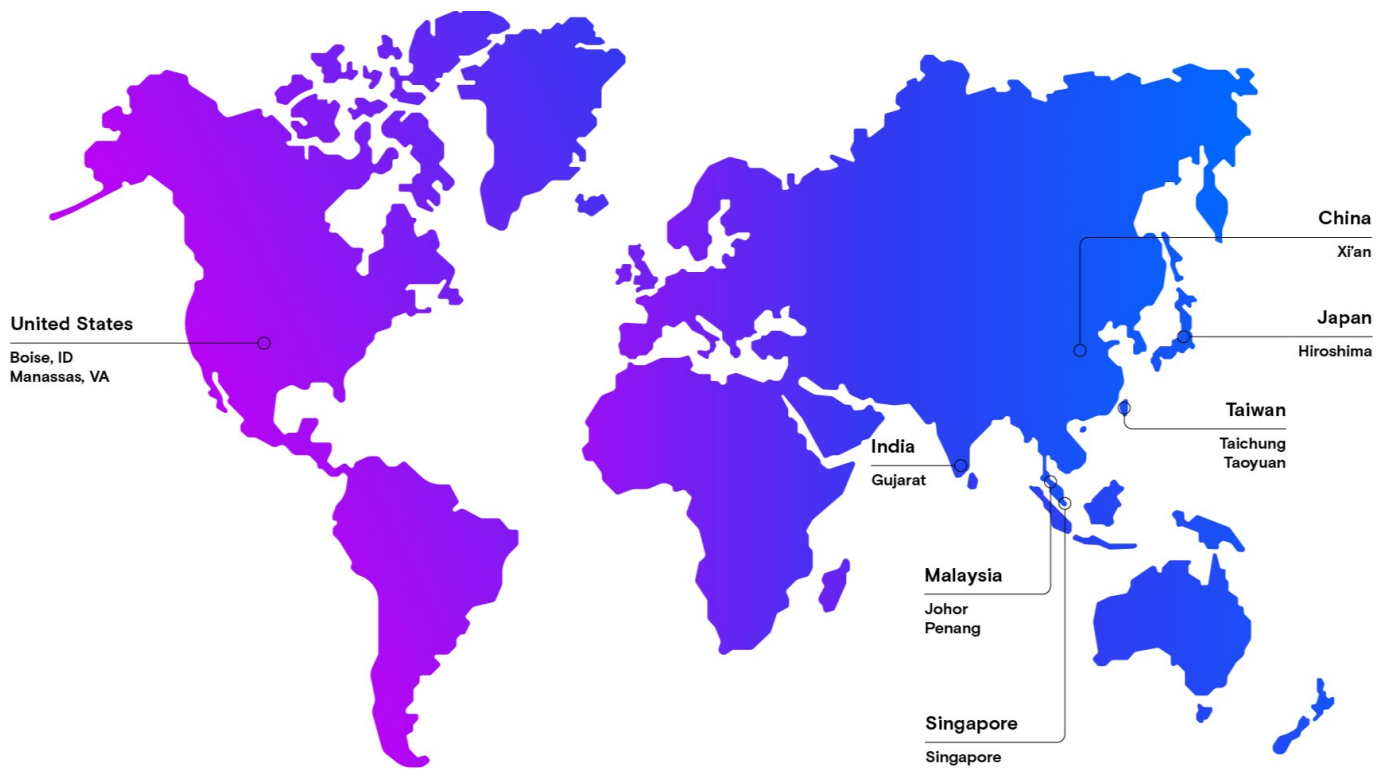 China
Xi'an
United States
Boise, ID
Manassas, VA
Japan
Hiroshima
Taiwan
Taichung
Taoyuan
India
Gujarat
Malaysia
Johor
Penang
Singapore
Singapore